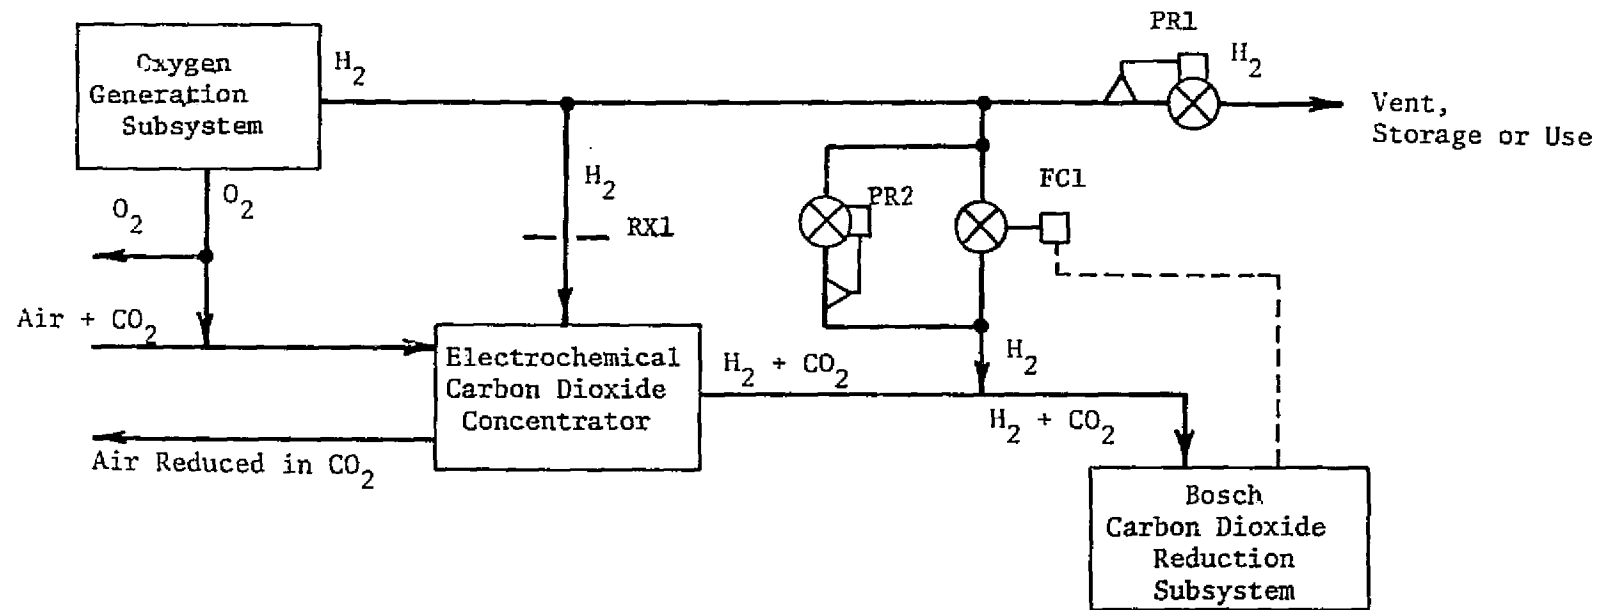 PR1
H2
H2
Oxygen
Generation
Subsystem
Vent,
Storage or Use
H2
FC1
O2
O2
PR2
RX1
Air + CO2
Electrochemical
Carbon Dioxide
Concentrator
H2 + CO2
H2
H2 + CO2
Air Reduced in CO2
Bosch
Carbon Dioxide
Reduction
Subsystem